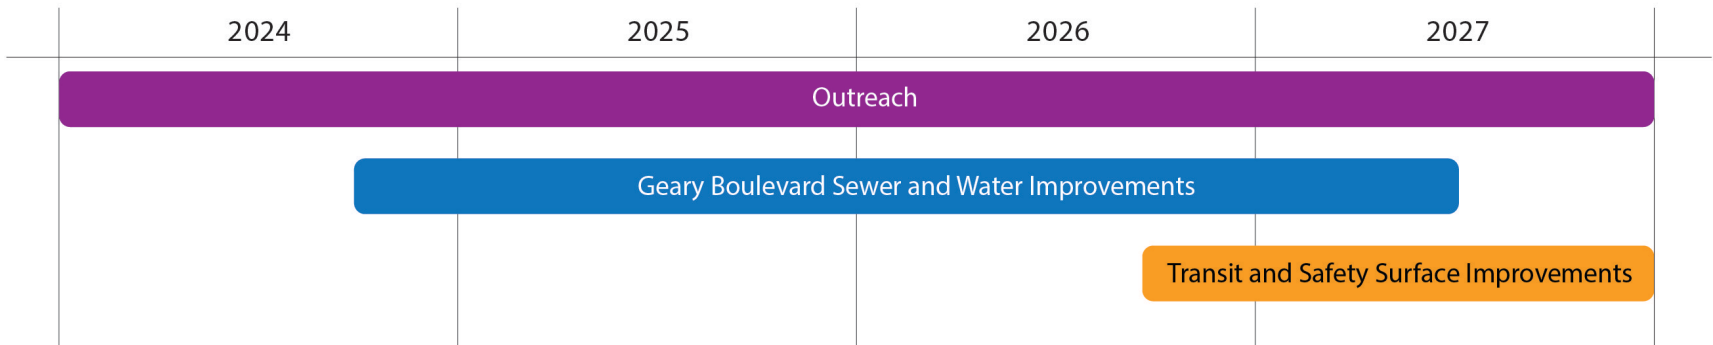 2024 2025 2026 2027
Outreach
Geary Boulevard Sewer and Water Improvements
Transit and Safety Surface Improvements